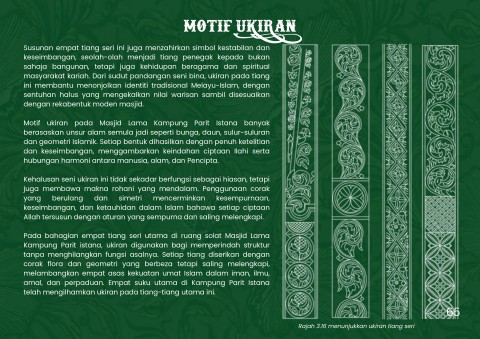 MOTIF UKIRAN
Susunan empat tiang seri ini juga menzahirkan simbol kestabilan dan
keseimbangan, seolah-olah menjadi tiang penegak kepada bukan
sahaja bangunan, tetapi juga kehidupan beragama dan spiritual
masyarakat kariah. Dari sudut pandangan seni bina, ukiran pada tiang
ini membantu menonjolkan identiti tradisional Melayu-Islam, dengan
sentuhan halus yang mengekalkan nilai warisan sambil disesuaikan
dengan rekabentuk moden masjid.
Motif ukiran pada Masjid Lama Kampung Parit Istana banyak
berasaskan unsur alam semula jadi seperti bunga, daun, sulur-suluran
dan geometri Islamik. Setiap bentuk dihasilkan dengan penuh ketelitian
dan keseimbangan, menggambarkan keindahan ciptaan Ilahi serta
hubungan harmoni antara manusia, alam, dan Pencipta.
Kehalusan seni ukiran ini tidak sekadar berfungsi sebagai hiasan, tetapi
juga membawa makna rohani yang mendalam. Penggunaan corak
yang berulang dan simetri mencerminkan kesempurnaan,
keseimbangan, dan ketauhidan dalam Islam bahawa setiap ciptaan
Allah tersusun dengan aturan yang sempurna dan saling melengkapi.
Pada bahagian empat tiang seri utama di ruang solat Masjid Lama
Kampung Parit istana, ukiran digunakan bagi memperindah struktur
tanpa menghilangkan fungsi asalnya. Setiap tiang diserikan dengan
corak flora dan geometri yang berbeza tetapi saling melengkapi,
melambangkan empat asas kekuatan umat Islam dalam iman, ilmu,
amal, dan perpaduan. Empat suku utama di Kampung Parit Istana
telah mengilhamkan ukiran pada tiang-tiang utama ini.
66
Rajah 3.16 menunjukkan ukiran tiang seri